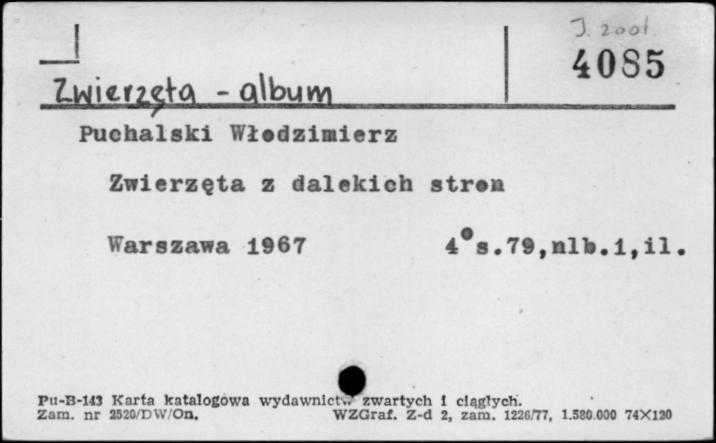 J. 2001.
4085
Zwierzęta - album
Puchalski Włodzimierz
Zwierzęta z dalekich stron
Warszawa 1967 4° s.79,nlb.1,il.
Pu-B-143 Karta katalogowa wydawnictw zwartych i ciągłych.
Zam. nr 2520/DW/On. WZGraf. Z-d 2, zam. 1226/77, 1.580.000 74X120